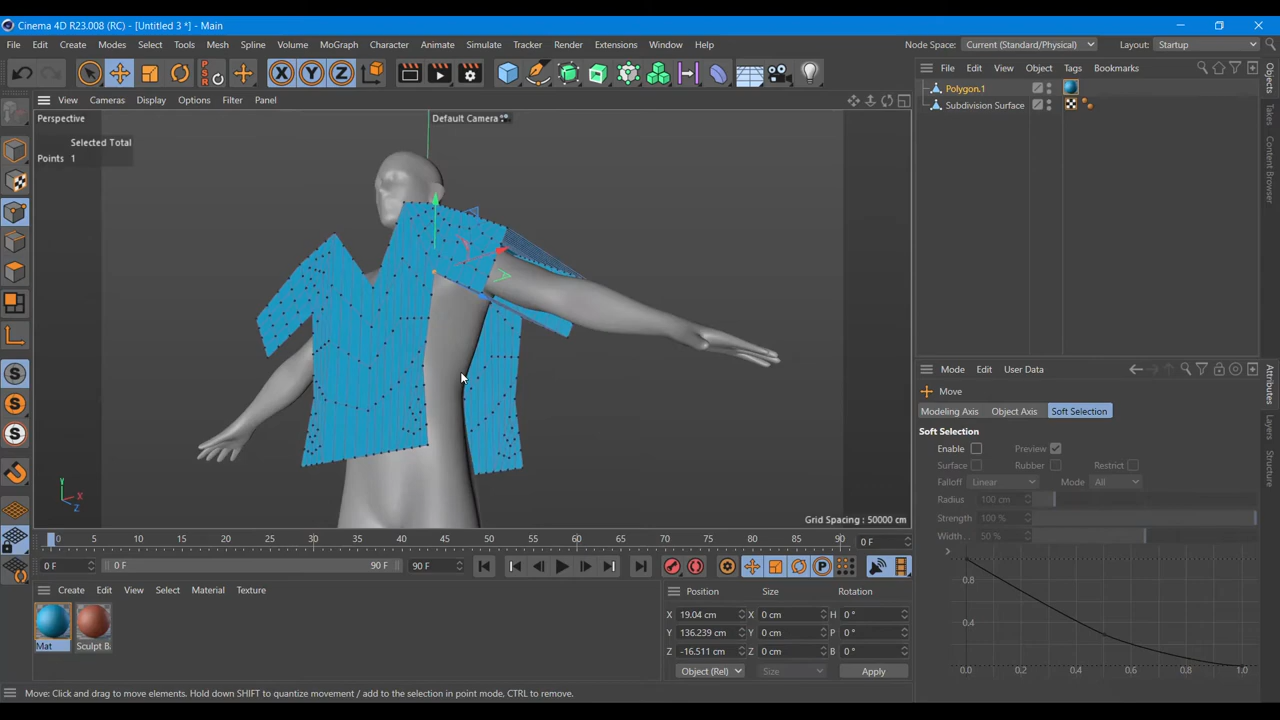 Cinema 4D R23.008 (RC) - [Untitled 3 *] - Main
File Edit Create Modes Select Tools Mesh Spline Volume MoGraph Character Animate Simulate Tracker Render Extensions Window Help
Node Space: Current (Standard/Physical) Layout: Startup
X Y Z
PSR
View Cameras Display Options Filter Panel
File Edit View Object Tags Bookmarks
Perspective
Default Camera
Selected Total
Points 1
Polygon.1
Subdivision Surface
Objects
Takes
Content Browser
Mode Edit User Data
Move
Modeling Axis Object Axis Soft Selection
Soft Selection
Enable Preview
Surface Rubber Restrict
Falloff Linear Mode All
Radius 100 cm
Strength 100 %
Width . . 50 %
0.8
0.4
0.0 0.2 0.4 0.6 0.8 1.0
Attributes
Layers
Structure
S
S
S
Y
X
Z
Grid Spacing : 50000 cm
0 5 10 15 20 25 30 35 40 45 50 55 60 65 70 75 80 85 90 0 F
0 F 0 F 90 F 90 F
P
Create Edit View Select Material Texture
Mat
Sculpt B
Position Size Rotation
X 19.04 cm X 0 cm H 0 °
Y 136.239 cm Y 0 cm P 0 °
Z -16.511 cm Z 0 cm B 0 °
Object (Rel) Size Apply
Move: Click and drag to move elements. Hold down SHIFT to quantize movement / add to the selection in point mode, CTRL to remove.